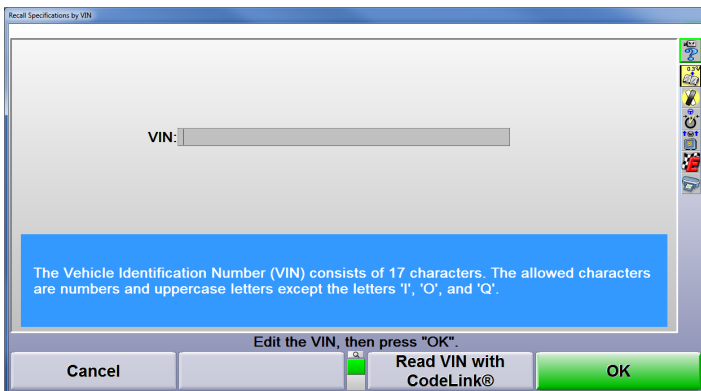 Recall Specifications by VIN
VIN:
The Vehicle Identification Number (VIN) consists of 17 characters. The allowed characters
are numbers and uppercase letters except the letters 'I', 'O', and 'Q'.
Edit the VIN, then press "OK".
Cancel
Read VIN with
CodeLink®
OK